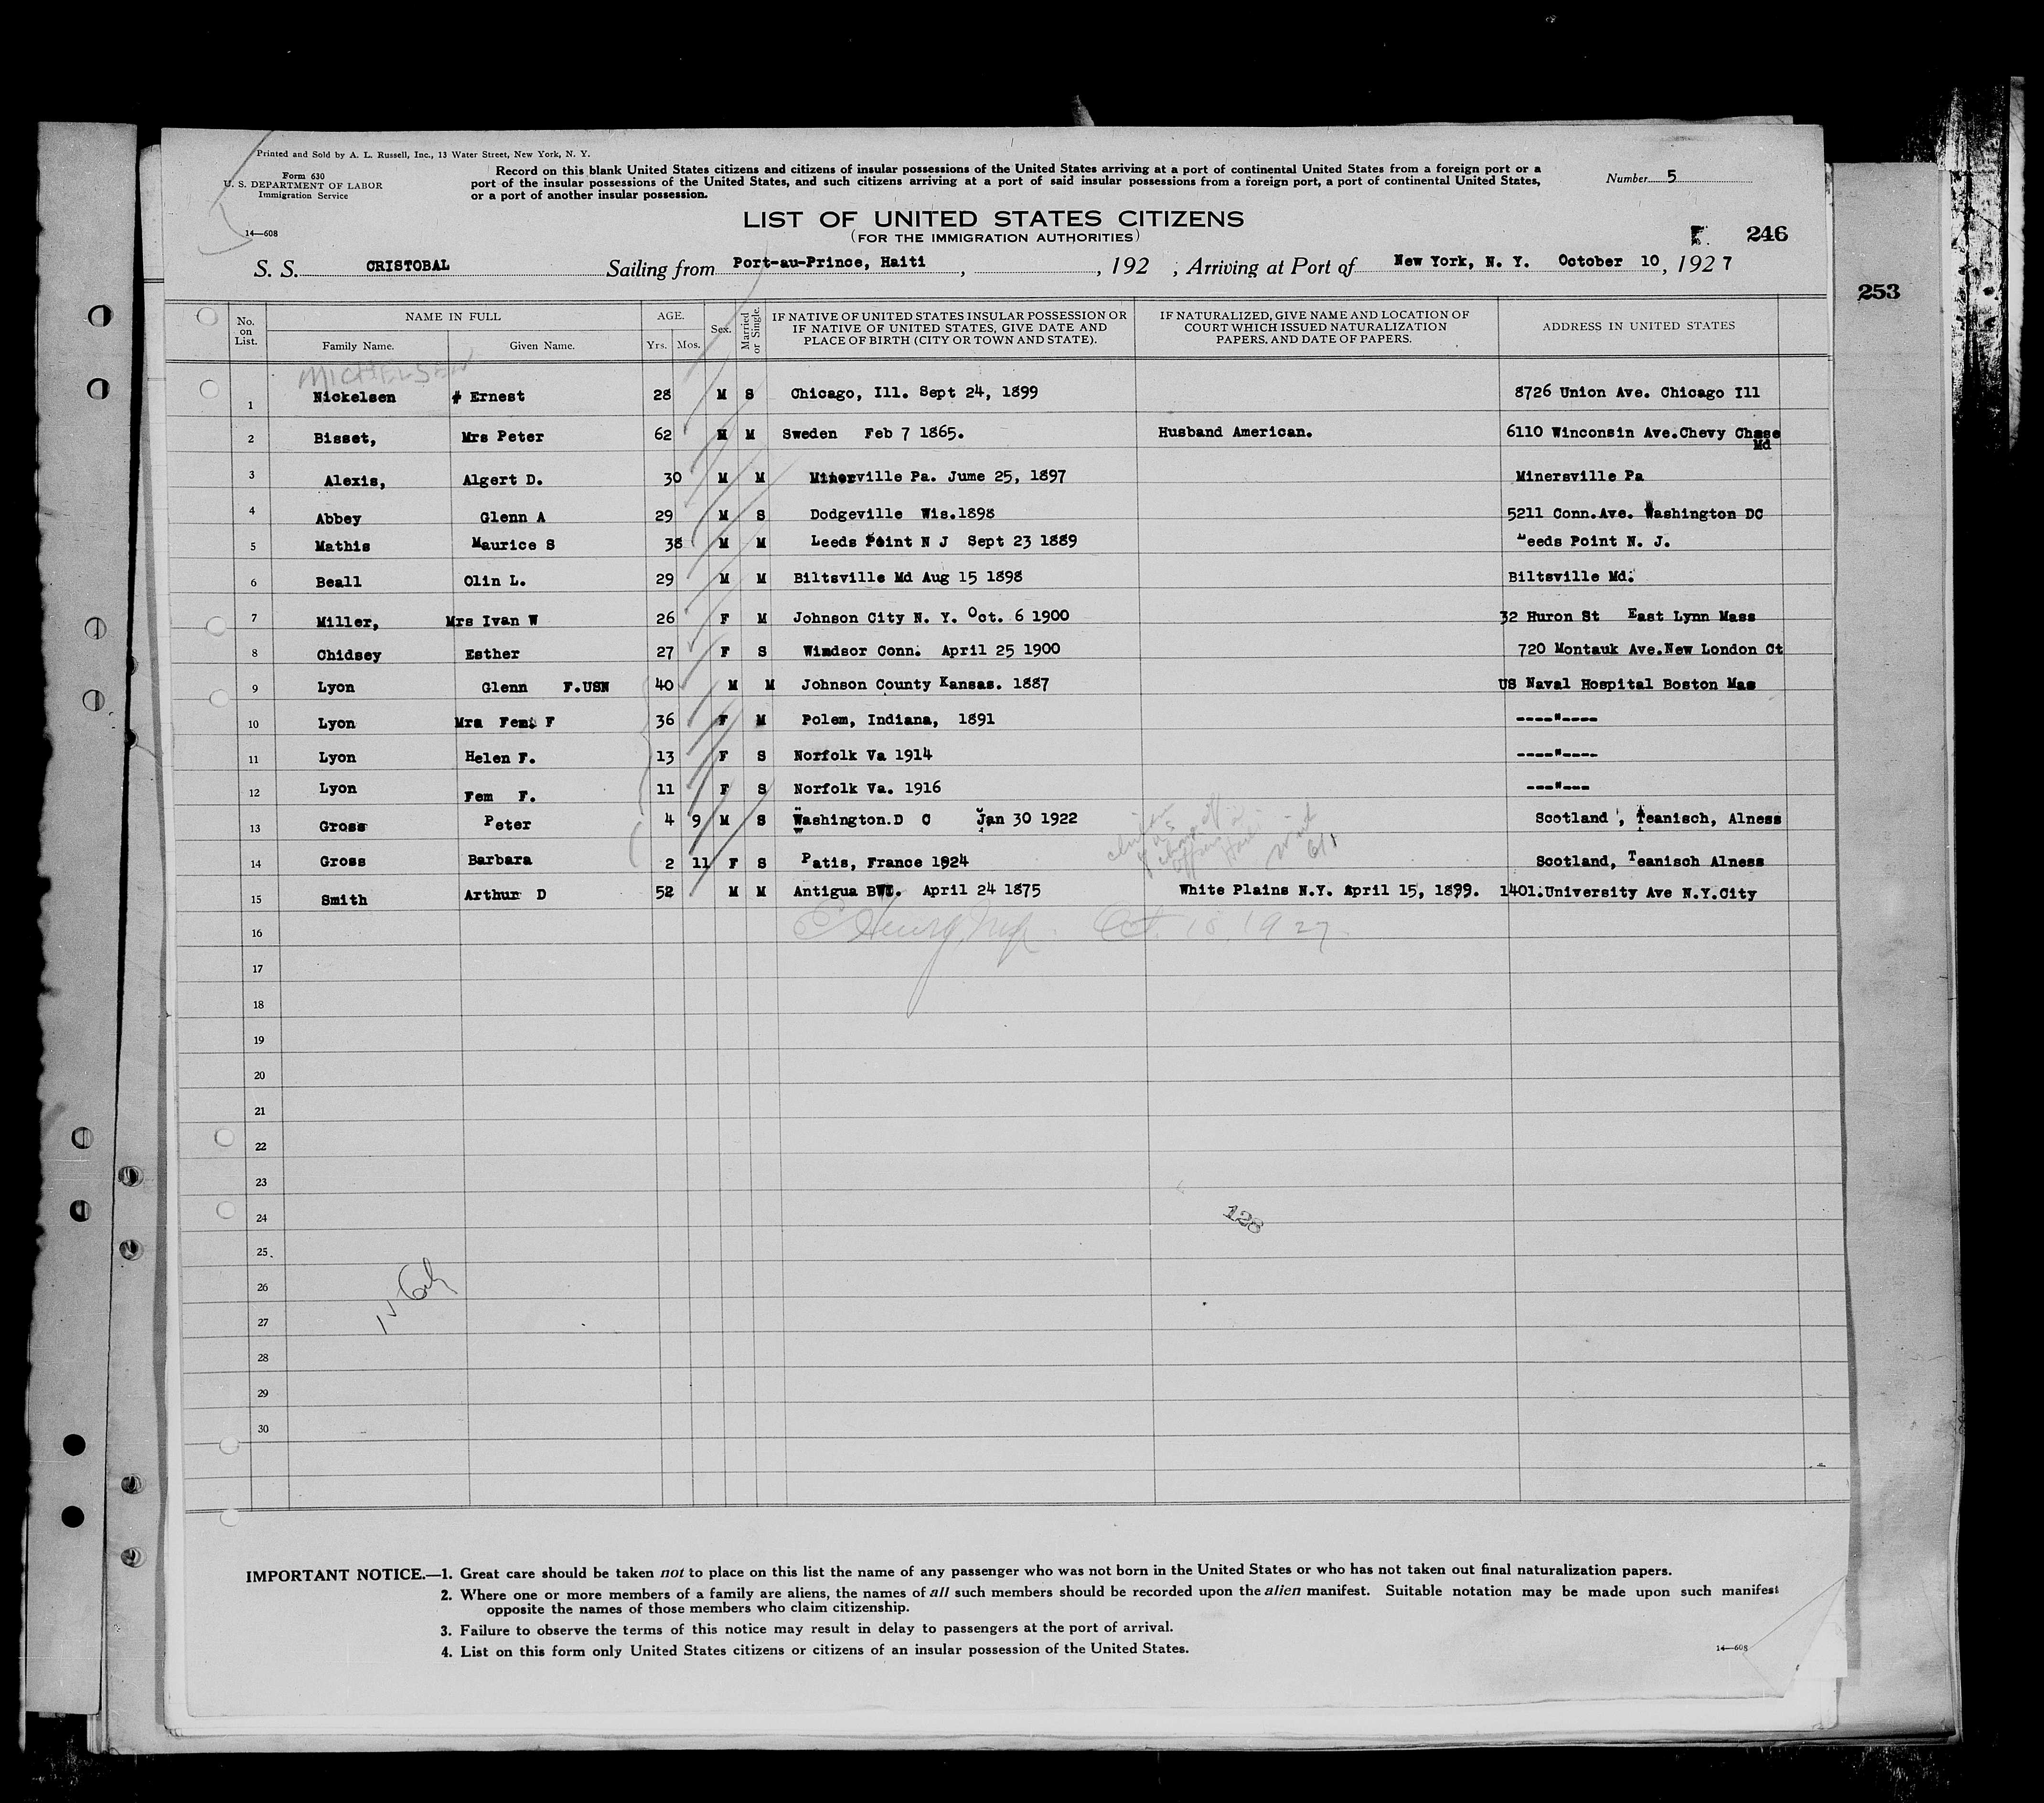 Printed and Sold by A. L. Russell, Inc., 13 Water Street, New York, N. Y.
Form 630
U. S. DEPARTMENT OF LABOR
Immigration Service
14—608
Record on this blank United States citizens and citizens of insular possessions of the United States arriving at a port of continental United States from a foreign port or a
port of the insular possessions of the United States, and such citizens arriving at a port of said insular possessions from a foreign port, a port of continental United States,
or a port of another insular possession.
Number 5
LIST OF UNITED STATES CITIZENS
(FOR THE IMMIGRATION AUTHORITIES)
246
253
S. S. CRISTOBAL Sailing from Port-au-Prince, Haiti , , 192 ; Arriving at Port of New York, N. Y. October 10, 1927
No. on List. NAME IN FULL Family Name. Given Name. AGE. Yrs. Mos. Sex. Married or Single. IF NATIVE OF UNITED STATES INSULAR POSSESSION OR IF NATIVE OF UNITED STATES, GIVE DATE AND PLACE OF BIRTH (CITY OR TOWN AND STATE). IF NATURALIZED, GIVE NAME AND LOCATION OF COURT WHICH ISSUED NATURALIZATION PAPERS, AND DATE OF PAPERS. ADDRESS IN UNITED STATES
MICHELSEN
1 Nickelsen # Ernest 28 M S Chicago, Ill. Sept 24, 1899 8726 Union Ave. Chicago Ill
2 Bisset, Mrs Peter 62 M M Sweden Feb 7 1865. Husband American. 6110 Winconsin Ave.Chevy Chase Md
3 Alexis, Algert D. 30 M M Minerville Pa. Jume 25, 1897 Minersville Pa
4 Abbey Glenn A 29 M S Dodgeville Wis.1898 5211 Conn.Ave. Washington DC
5 Mathis Maurice S 38 M M Leeds Point N J Sept 23 1889 Leeds Point N. J.
6 Beall Olin L. 29 M M Biltsville Md Aug 15 1898 Biltsville Md.
7 Miller, Mrs Ivan W 26 F M Johnson City N. Y. Oct. 6 1900 32 Huron St East Lynn Mass
8 Chidsey Esther 27 F S Windsor Conn. April 25 1900 720 Montauk Ave.New London Ct
9 Lyon Glenn F.USN 40 M M Johnson County Kansas. 1887 US Naval Hospital Boston Mas
10 Lyon Mrs Fem. F 36 F M Polem, Indiana, 1891 ----"----
11 Lyon Helen F. 13 F S Norfolk Va 1914 ----"----
12 Lyon Fem F. 11 F S Norfolk Va. 1916 ---"---
13 Gross Peter 4 9 M S Washington.D C Jan 30 1922 Scotland , Teanisch, Alness
14 Gross Barbara 2 11 F S Patis, France 1924 Scotland, Teanisch Alness
15 Smith Arthur D 52 M M Antigua BWI. April 24 1875 White Plains N.Y. April 15, 1899. 1401.University Ave N.Y.City
16 Oct. 10, 1927
17
18
19
20
21
22
23
24
128
25
26
27
28
29
30
IMPORTANT NOTICE.—1. Great care should be taken not to place on this list the name of any passenger who was not born in the United States or who has not taken out final naturalization papers.
2. Where one or more members of a family are aliens, the names of all such members should be recorded upon the alien manifest. Suitable notation may be made upon such manifest
opposite the names of those members who claim citizenship.
3. Failure to observe the terms of this notice may result in delay to passengers at the port of arrival.
4. List on this form only United States citizens or citizens of an insular possession of the United States.
14—608